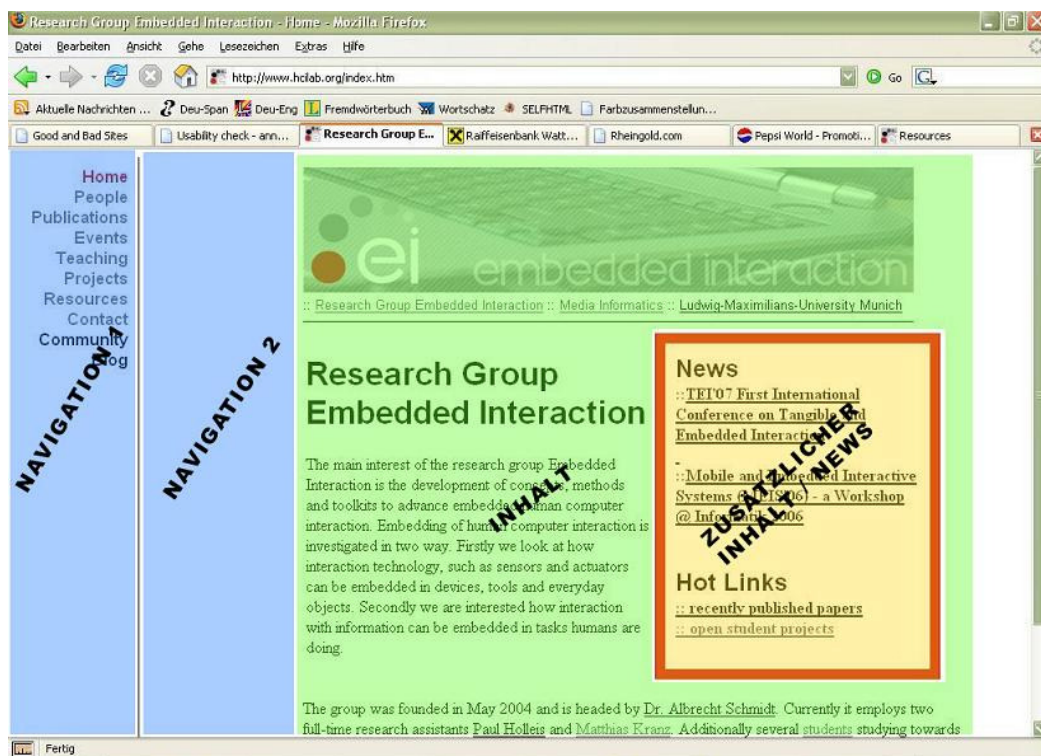 Research Group Embedded Interaction - Home - Mozilla Firefox
Datei Bearbeiten Ansicht Gehe Lesezeichen Extras Hilfe
http://www.hcilab.org/index.htm Go G
Aktuelle Nachrichten ... Deu-Span Deu-Eng Fremdwörterbuch Wortschatz SELFHTML Farbzusammenstellun...
Good and Bad Sites Usability check - ann... Research Group E... Raiffeisenbank Watt... Rheingold.com Pepsi World - Promoti... Resources
Home
People
Publications
Events
Teaching
Projects
Resources
Contact
Community
Blog
NAVIGATION 1
NAVIGATION 2
ei embedded interaction
:: Research Group Embedded Interaction :: Media Informatics :: Ludwig-Maximilians-University Munich
Research Group
Embedded Interaction
The main interest of the research group Embedded
Interaction is the development of concepts, methods
and toolkits to advance embedded human computer
interaction. Embedding of human computer interaction is
investigated in two way. Firstly we look at how
interaction technology, such as sensors and actuators
can be embedded in devices, tools and everyday
objects. Secondly we are interested how interaction
with information can be embedded in tasks humans are
doing.
INHALT
News
::TEI'07 First International
Conference on Tangible and
Embedded Interaction
::Mobile and Embedded Interactive
Systems (MEIS'06) - a Workshop
@ Informatik 2006
ZUSÄTZLICHER
INHALT / NEWS
Hot Links
:: recently published papers
:: open student projects
The group was founded in May 2004 and is headed by Dr. Albrecht Schmidt. Currently it employs two
full-time research assistants Paul Holleis and Matthias Kranz. Additionally several students studying towards
Fertig